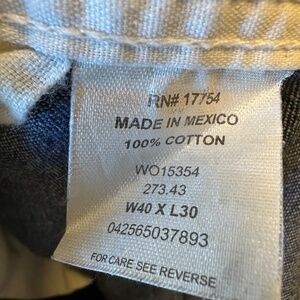 RN# 17754
MADE IN MEXICO
100% COTTON
WO15354
273.43
W40 X L30
042565037893
FOR CARE SEE REVERSE